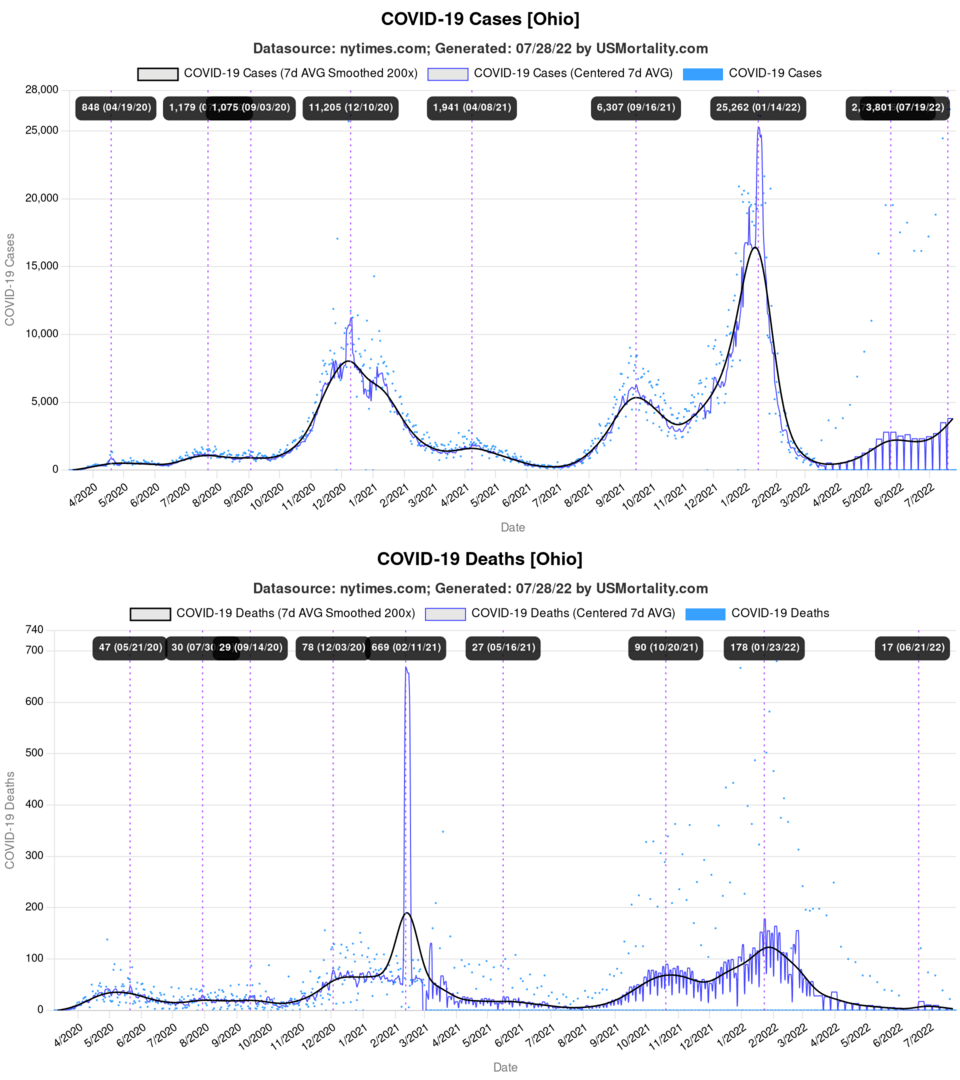 COVID-19 Cases [Ohio]
Datasource: nytimes.com; Generated: 07/28/22 by USMortality.com
COVID-19 Cases (7d AVG Smoothed 200x) COVID-19 Cases (Centered 7d AVG) COVID-19 Cases
28,000
848 (04/19/20) 1,179 (0 1,075 (09/03/20) 11,205 (12/10/20) 1,941 (04/08/21) 6,307 (09/16/21) 25,262 (01/14/22) 2, 3,801 (07/19/22)
25,000
20,000
15,000
10,000
5,000
0
COVID-19 Cases
4/2020 5/2020 6/2020 7/2020 8/2020 9/2020 10/2020 11/2020 12/2020 1/2021 2/2021 3/2021 4/2021 5/2021 6/2021 7/2021 8/2021 9/2021 10/2021 11/2021 12/2021 1/2022 2/2022 3/2022 4/2022 5/2022 6/2022 7/2022
Date
COVID-19 Deaths [Ohio]
Datasource: nytimes.com; Generated: 07/28/22 by USMortality.com
COVID-19 Deaths (7d AVG Smoothed 200x) COVID-19 Deaths (Centered 7d AVG) COVID-19 Deaths
740
47 (05/21/20) 30 (07/30 29 (09/14/20) 78 (12/03/20) 669 (02/11/21) 27 (05/16/21) 90 (10/20/21) 178 (01/23/22) 17 (06/21/22)
700
600
500
400
300
200
100
0
COVID-19 Deaths
4/2020 5/2020 6/2020 7/2020 8/2020 9/2020 10/2020 11/2020 12/2020 1/2021 2/2021 3/2021 4/2021 5/2021 6/2021 7/2021 8/2021 9/2021 10/2021 11/2021 12/2021 1/2022 2/2022 3/2022 4/2022 5/2022 6/2022 7/2022
Date